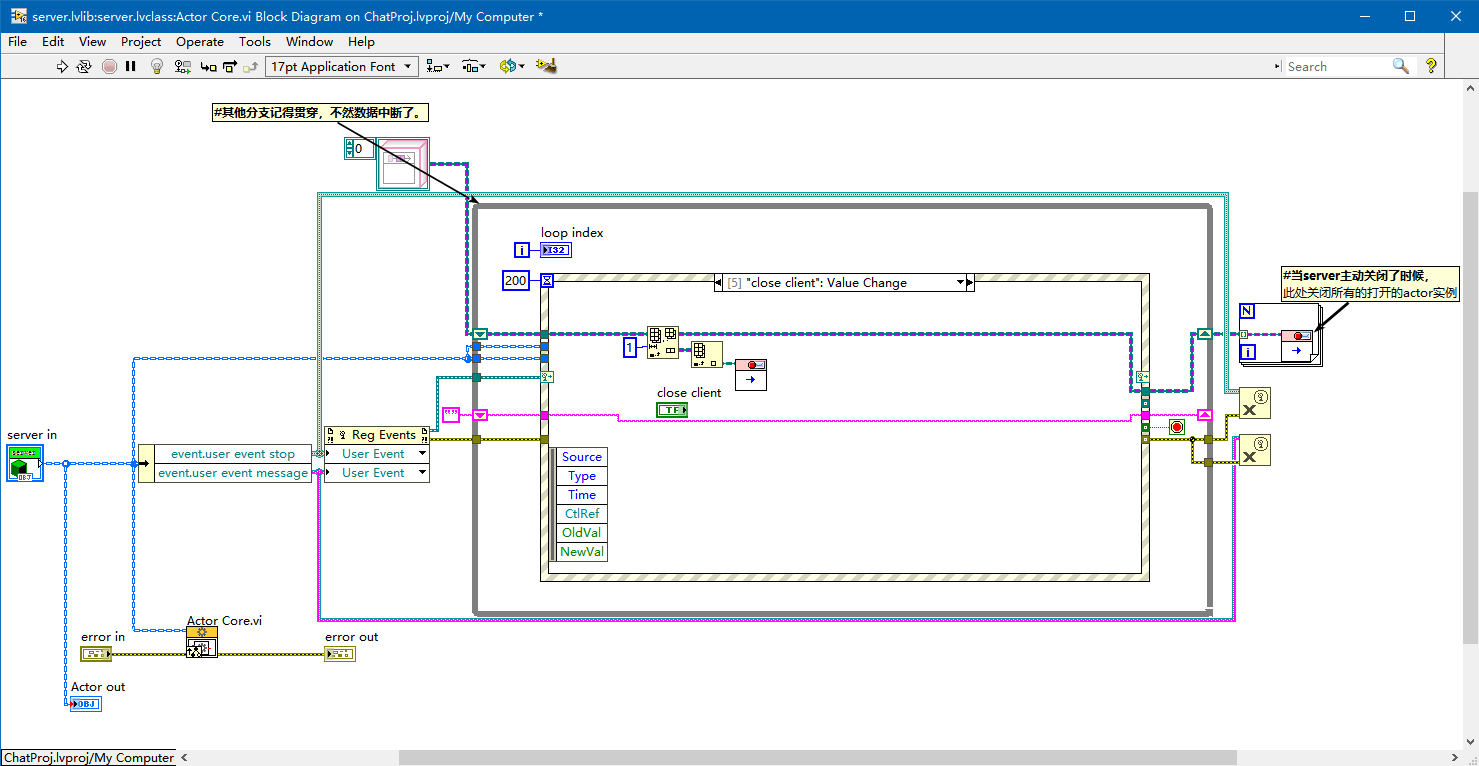 server.lvlib:server.lvclass:Actor Core.vi Block Diagram on ChatProj.lvproj/My Computer *
File Edit View Project Operate Tools Window Help
17pt Application Font
Search
#其他分支记得贯穿，不然数据中断了。
0
loop index
i
I32
200
[5] "close client": Value Change
#当server主动关闭了时候，
此处关闭所有的打开的actor实例
N
i
1
close client
TF
server in
Reg Events
event.user event stop
User Event
event.user event message
User Event
Source
Type
Time
CtlRef
OldVal
NewVal
server
OBJ
Actor Core.vi
error in
error out
Actor out
OBJ
ChatProj.lvproj/My Computer